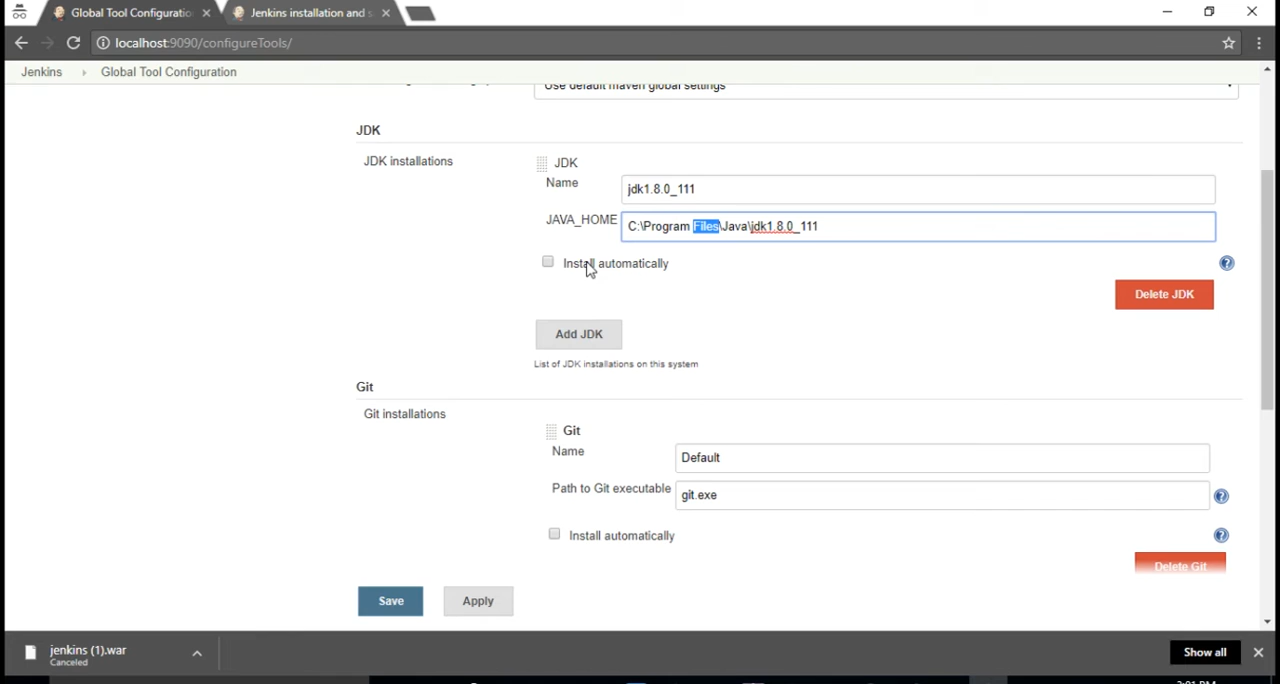 Global Tool Configuratio
Jenkins installation and s
localhost:9090/configureTools/
Jenkins
Global Tool Configuration
Use default maven global settings
JDK
JDK installations
JDK
Name
jdk1.8.0_111
JAVA_HOME
C:\Program Files\Java\jdk1.8.0_111
Install automatically
Delete JDK
Add JDK
List of JDK installations on this system
Git
Git installations
Git
Name
Default
Path to Git executable
git.exe
Install automatically
Delete Git
Save
Apply
jenkins (1).war
Canceled
Show all